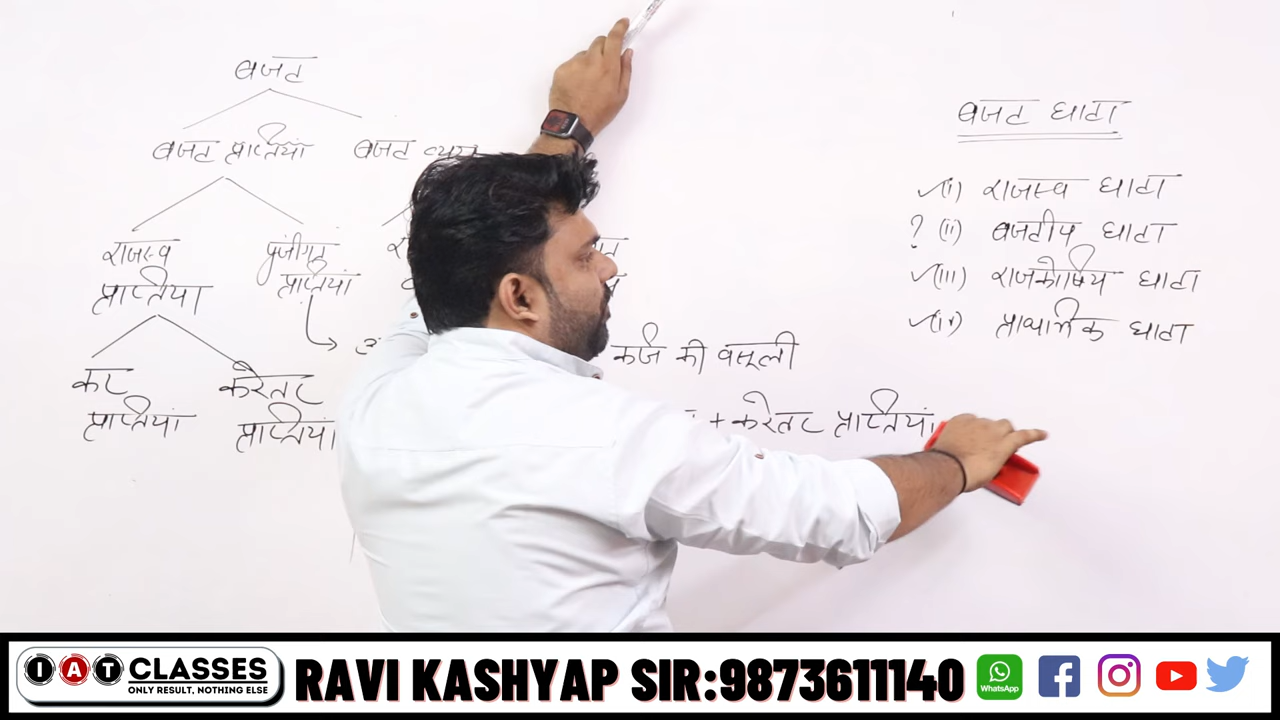 बजट
बजट प्राप्तियां
बजट व्यय
राजस्व
प्राप्तिया
पूंजीगत
प्राप्तियां
कर
प्राप्तियां
करेतर
प्राप्तियां
कर्ज की वसूली
+ करेतर प्राप्तियां
बजट घाटा
✓(i) राजस्व घाटा
? (ii) बजटीय घाटा
✓(iii) राजकोषिय घाटा
✓(iv) प्राथमिक घाटा
IAT CLASSES
ONLY RESULT, NOTHING ELSE
RAVI KASHYAP SIR:9873611140
WhatsApp